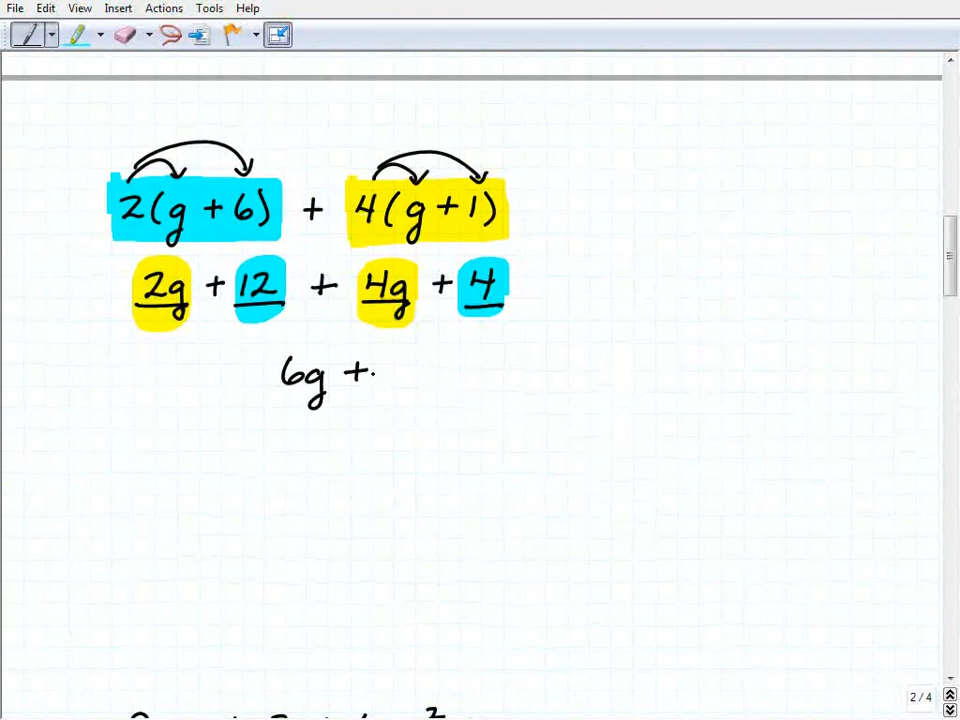 File Edit View Insert Actions Tools Help
2(g + 6) + 4(g + 1)
2g + 12 + 4g + 4
6g +
2/4